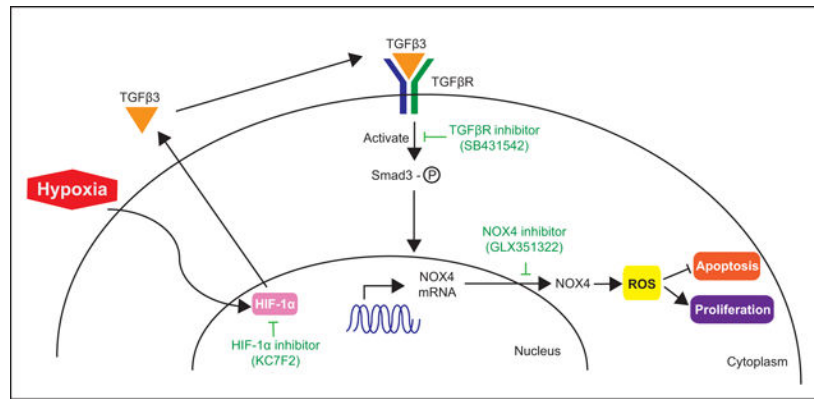 TGFβ3
TGFβR
TGFβ3
Activate
TGFβR inhibitor
(SB431542)
Smad3 - P
Hypoxia
NOX4 inhibitor
(GLX351322)
HIF-1α
NOX4
mRNA
NOX4
ROS
Apoptosis
Proliferation
HIF-1α inhibitor
(KC7F2)
Nucleus
Cytoplasm